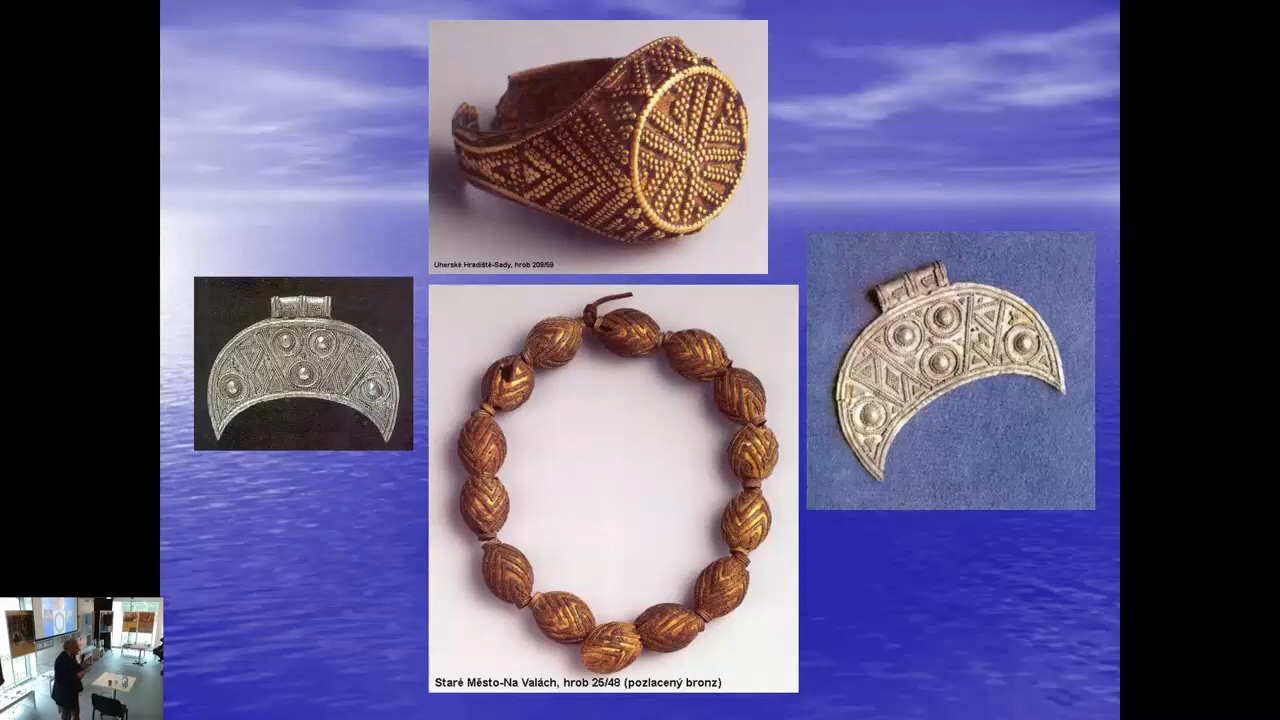 Uherské Hradiště-Sady, hrob 209/59
Staré Město-Na Valách, hrob 25/48 (pozlacený bronz)